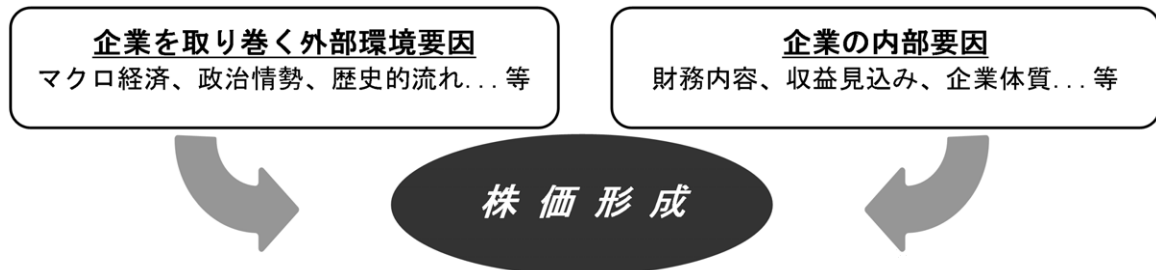 企業を取り巻く外部環境要因
マクロ経済、政治情勢、歴史的流れ...等
企業の内部要因
財務内容、収益見込み、企業体質...等
株価形成